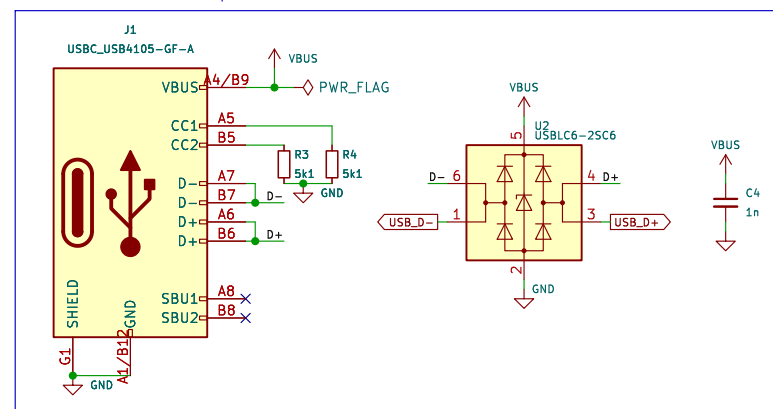 J1
USBC_USB4105-GF-A
VBUS
A4/B9
VBUS
PWR_FLAG
CC1
A5
CC2
B5
R3
5k1
R4
5k1
GND
D-
A7
D-
B7
D-
D+
A6
D+
B6
D+
SBU1
A8
SBU2
B8
SHIELD
GND
G1
A1/B12
GND
VBUS
U2
USBLC6-2SC6
5
D-
6
4
D+
USB_D-
1
3
USB_D+
2
GND
VBUS
C4
1n